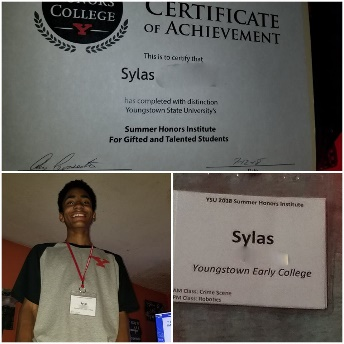 HONORS
COLLEGE
Y
CERTIFICATE
OF ACHIEVEMENT
This is to certify that
Sylas
has completed with distinction
Youngstown State University's
Summer Honors Institute
For Gifted and Talented Students
YSU 2018 Summer Honors Institute
Sylas
Youngstown Early College
AM Class: Crime Scene
PM Class: Robotics